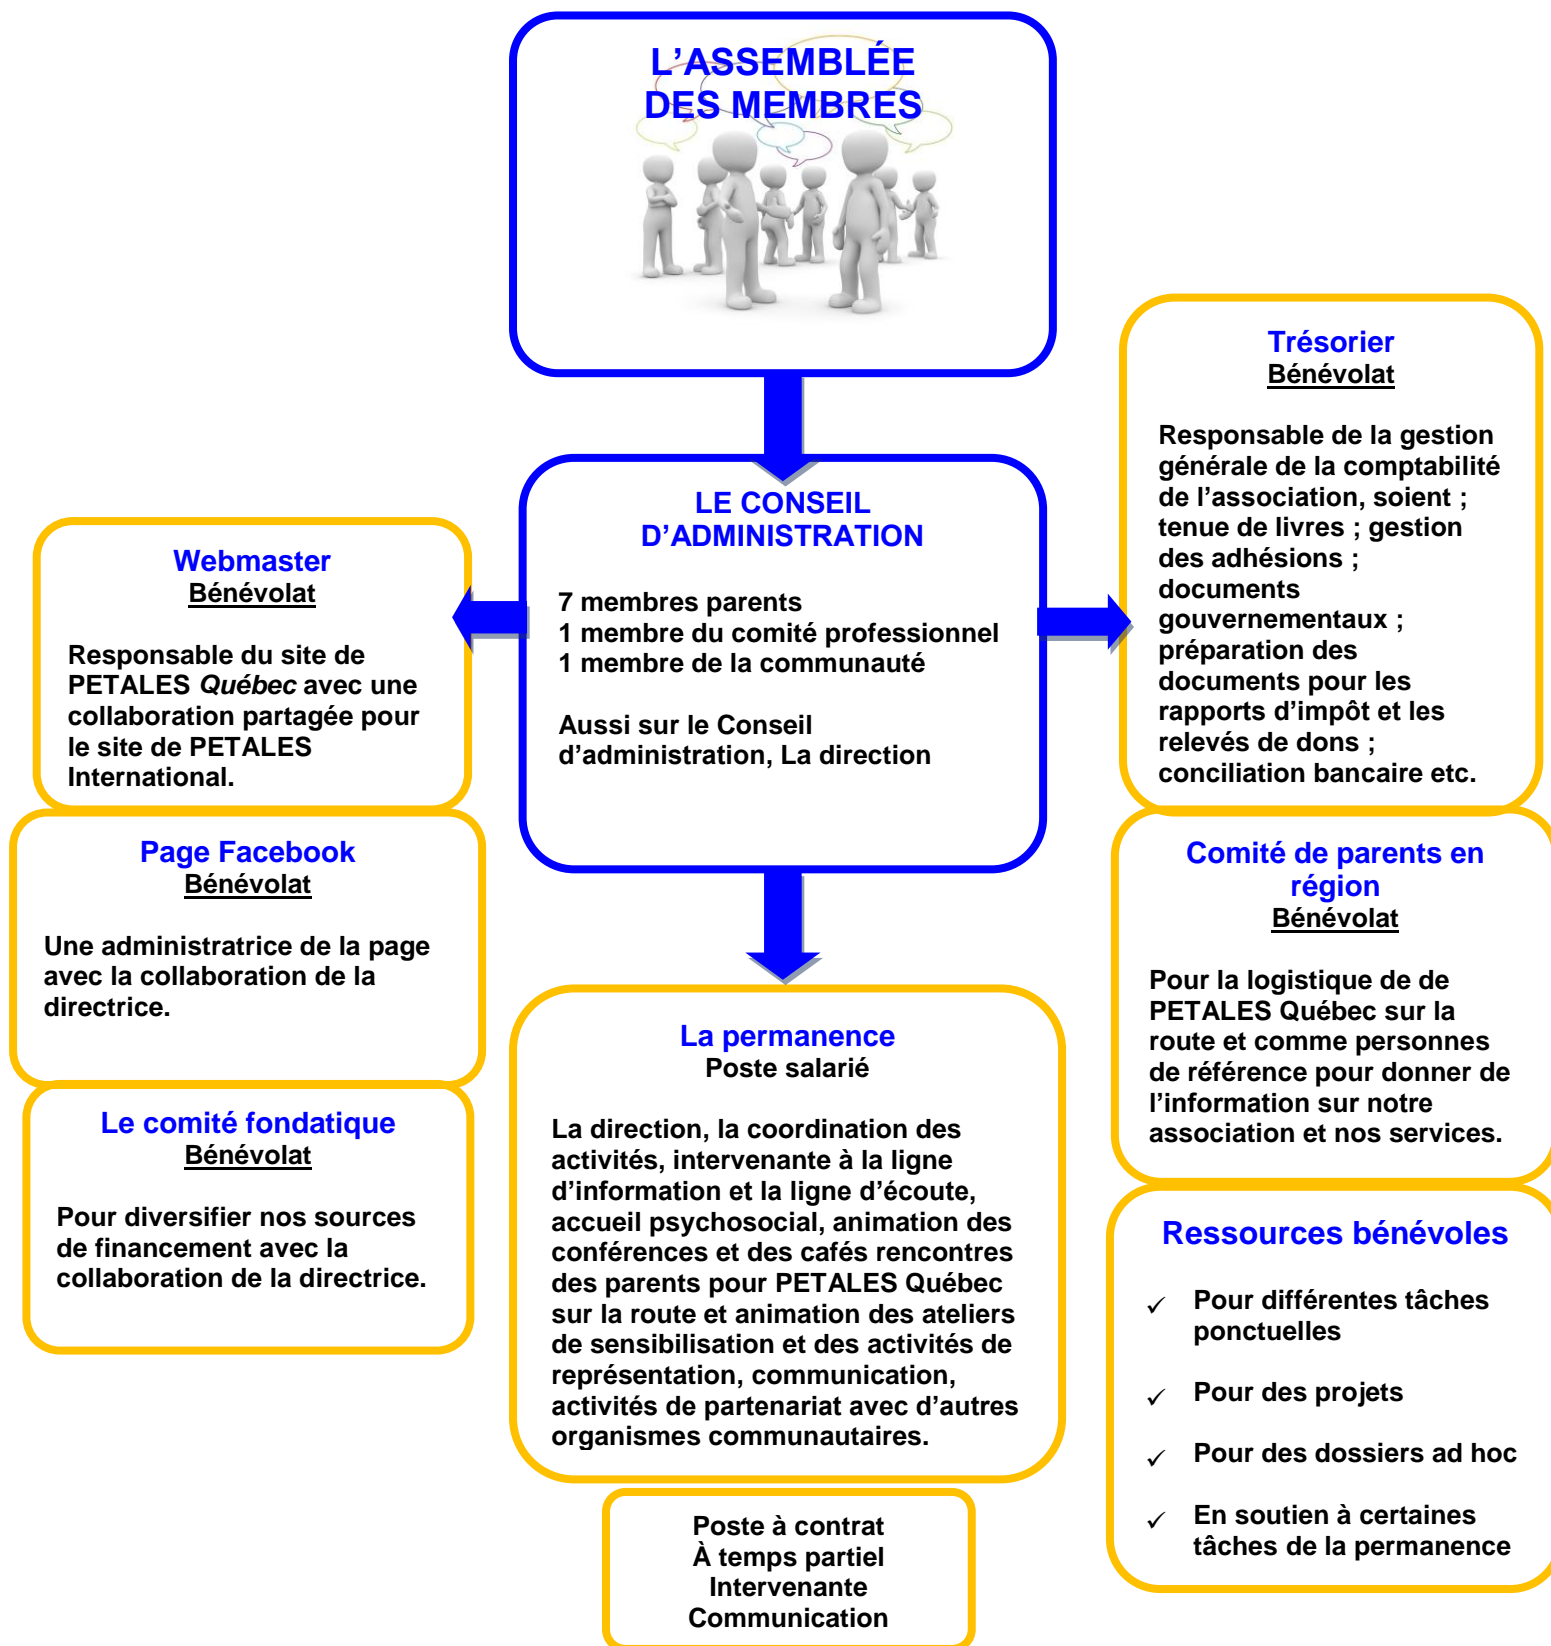 L’ASSEMBLÉE
DES MEMBRES
LE CONSEIL
D’ADMINISTRATION
7 membres parents
1 membre du comité professionnel
1 membre de la communauté
Aussi sur le Conseil
d’administration, La direction
Webmaster
Bénévolat
Responsable du site de
PETALES Québec avec une
collaboration partagée pour
le site de PETALES
International.
Page Facebook
Bénévolat
Une administratrice de la page
avec la collaboration de la
directrice.
Le comité fondatique
Bénévolat
Pour diversifier nos sources
de financement avec la
collaboration de la directrice.
La permanence
Poste salarié
La direction, la coordination des
activités, intervenante à la ligne
d’information et la ligne d’écoute,
accueil psychosocial, animation des
conférences et des cafés rencontres
des parents pour PETALES Québec
sur la route et animation des ateliers
de sensibilisation et des activités de
représentation, communication,
activités de partenariat avec d’autres
organismes communautaires.
Poste à contrat
À temps partiel
Intervenante
Communication
Trésorier
Bénévolat
Responsable de la gestion
générale de la comptabilité
de l’association, soient ;
tenue de livres ; gestion
des adhésions ;
documents
gouvernementaux ;
préparation des
documents pour les
rapports d’impôt et les
relevés de dons ;
conciliation bancaire etc.
Comité de parents en
région
Bénévolat
Pour la logistique de de
PETALES Québec sur la
route et comme personnes
de référence pour donner de
l’information sur notre
association et nos services.
Ressources bénévoles
✓ Pour différentes tâches
ponctuelles
✓ Pour des projets
✓ Pour des dossiers ad hoc
✓ En soutien à certaines
tâches de la permanence